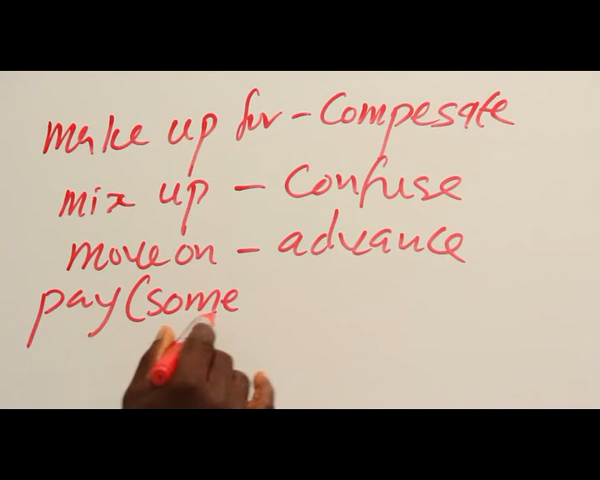 make up for - Compesate
mix up - Confuse
move on - advance
pay (some